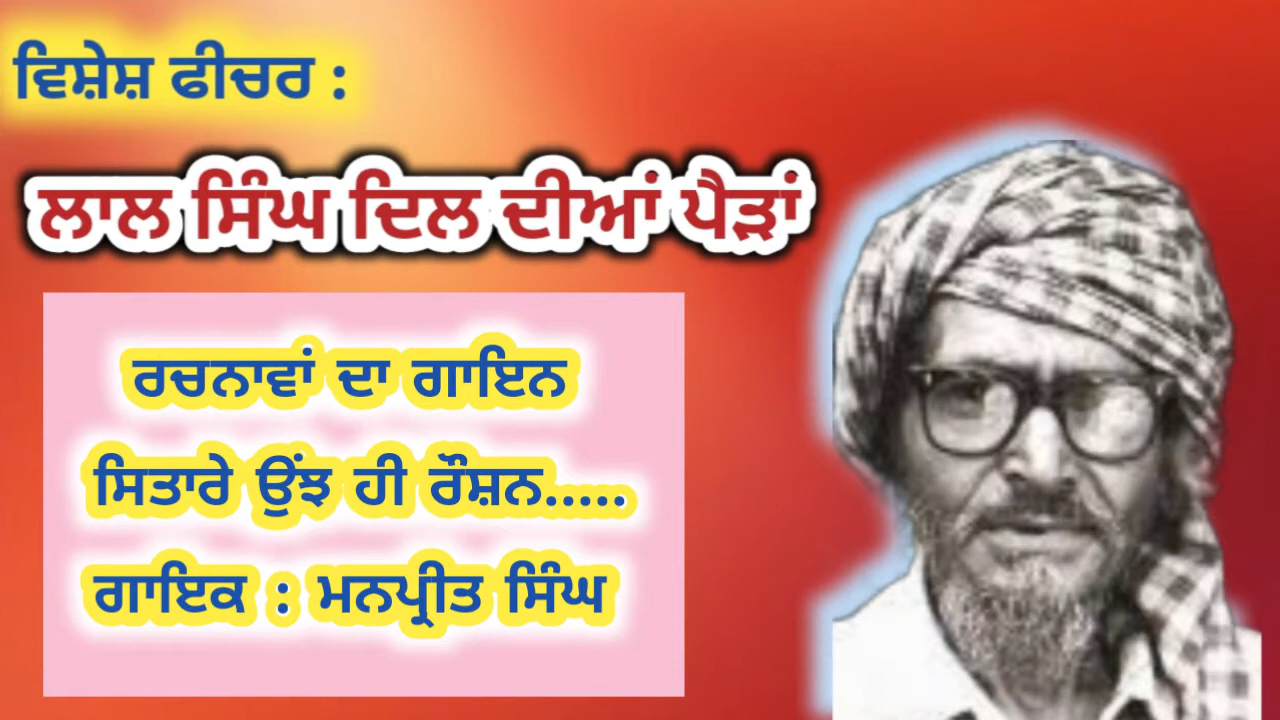 ਵਿਸ਼ੇਸ਼ ਫੀਚਰ :
ਲਾਲ ਸਿੰਘ ਦਿਲ ਦੀਆਂ ਪੈੜਾਂ
ਰਚਨਾਵਾਂ ਦਾ ਗਾਇਨ
ਸਿਤਾਰੇ ਉਂਝ ਹੀ ਰੌਸ਼ਨ.....
ਗਾਇਕ : ਮਨਪ੍ਰੀਤ ਸਿੰਘ